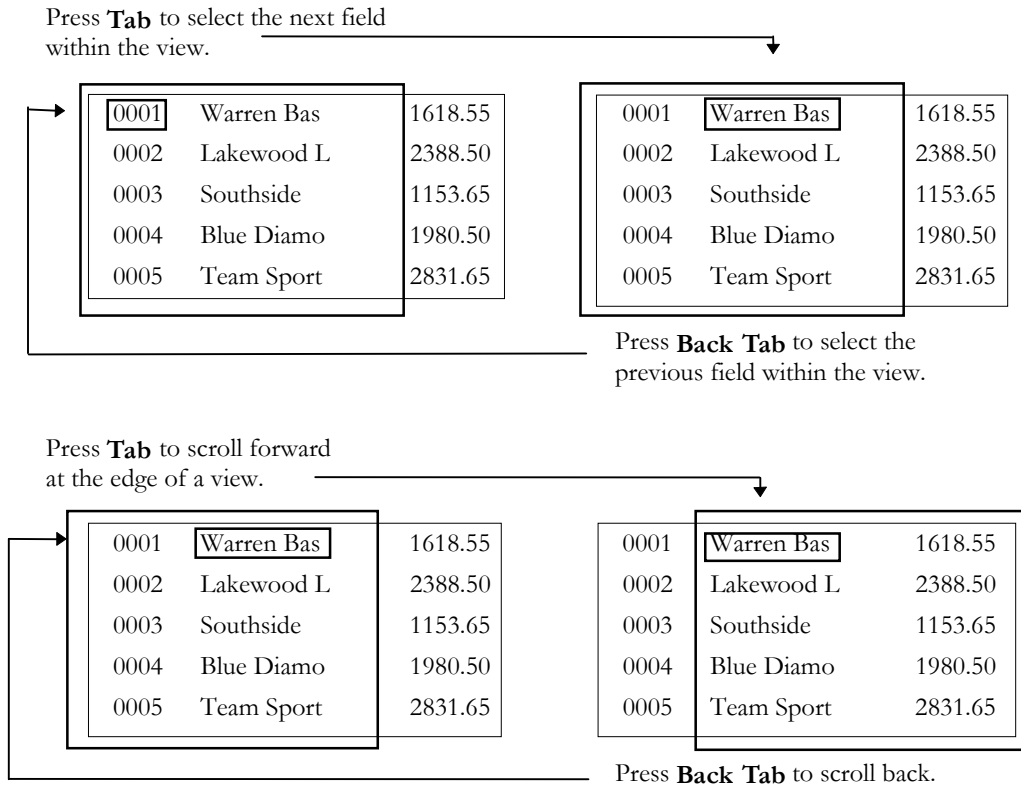 Press Tab to select the next field
within the view.
0001 Warren Bas 1618.55
0002 Lakewood L 2388.50
0003 Southside 1153.65
0004 Blue Diamo 1980.50
0005 Team Sport 2831.65
0001 Warren Bas 1618.55
0002 Lakewood L 2388.50
0003 Southside 1153.65
0004 Blue Diamo 1980.50
0005 Team Sport 2831.65
Press Back Tab to select the
previous field within the view.
Press Tab to scroll forward
at the edge of a view.
0001 Warren Bas 1618.55
0002 Lakewood L 2388.50
0003 Southside 1153.65
0004 Blue Diamo 1980.50
0005 Team Sport 2831.65
0001 Warren Bas 1618.55
0002 Lakewood L 2388.50
0003 Southside 1153.65
0004 Blue Diamo 1980.50
0005 Team Sport 2831.65
Press Back Tab to scroll back.